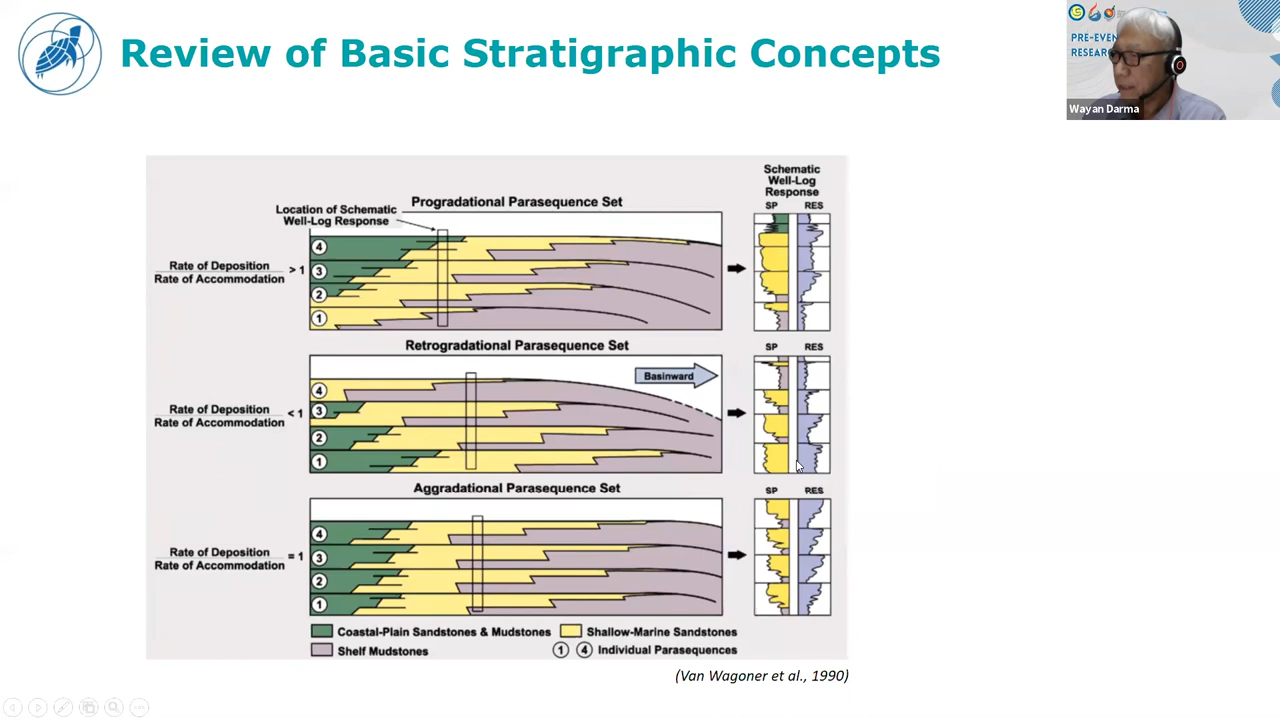 Review of Basic Stratigraphic Concepts
PRE-EVEN
RESEARC
Wayan Darma
Schematic
Well-Log
Response
SP RES
Progradational Parasequence Set
Location of Schematic
Well-Log Response
Rate of Deposition
Rate of Accommodation
> 1
4
3
2
1
SP RES
Retrogradational Parasequence Set
Basinward
Rate of Deposition
Rate of Accommodation
< 1
4
3
2
1
SP RES
Aggradational Parasequence Set
Rate of Deposition
Rate of Accommodation
= 1
4
3
2
1
Coastal-Plain Sandstones & Mudstones
Shallow-Marine Sandstones
Shelf Mudstones
1 4 Individual Parasequences
(Van Wagoner et al., 1990)